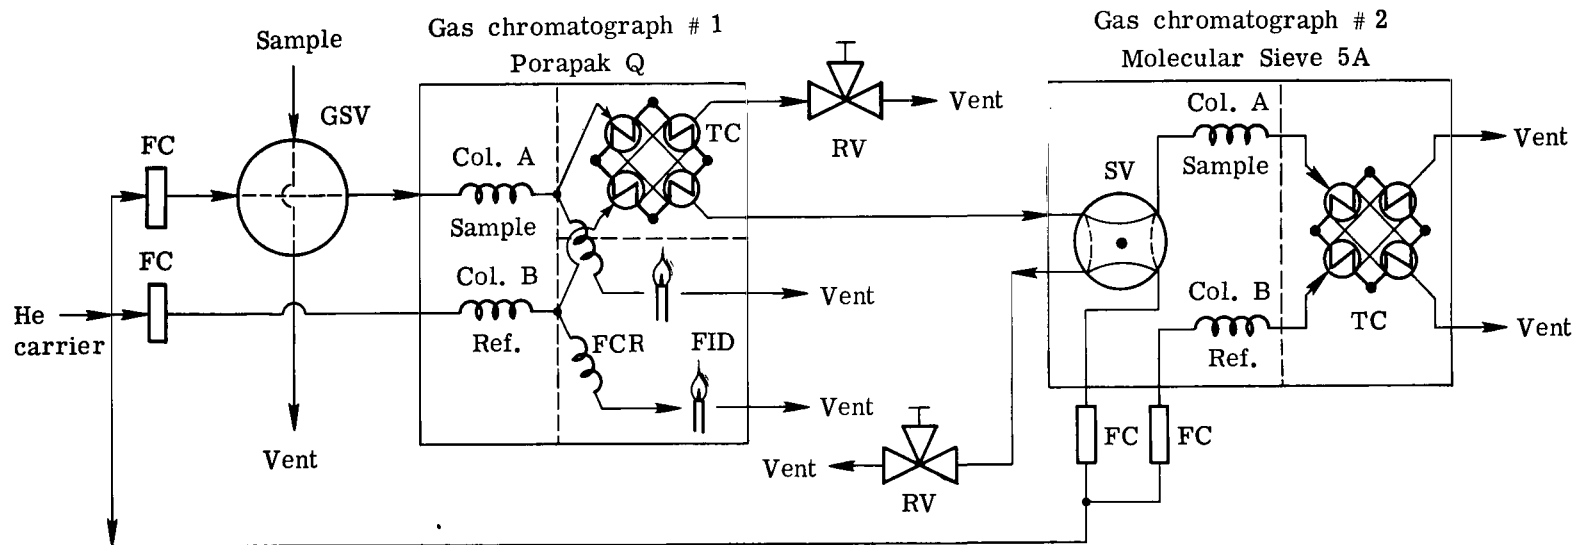 Gas chromatograph # 1
Porapak Q
Gas chromatograph # 2
Molecular Sieve 5A
Sample
GSV
FC
FC
He
carrier
Vent
Col. A
Sample
Col. B
Ref.
TC
FCR
FID
Vent
Vent
RV
Vent
SV
Col. A
Sample
Col. B
Ref.
TC
Vent
Vent
FC
FC
Vent
RV